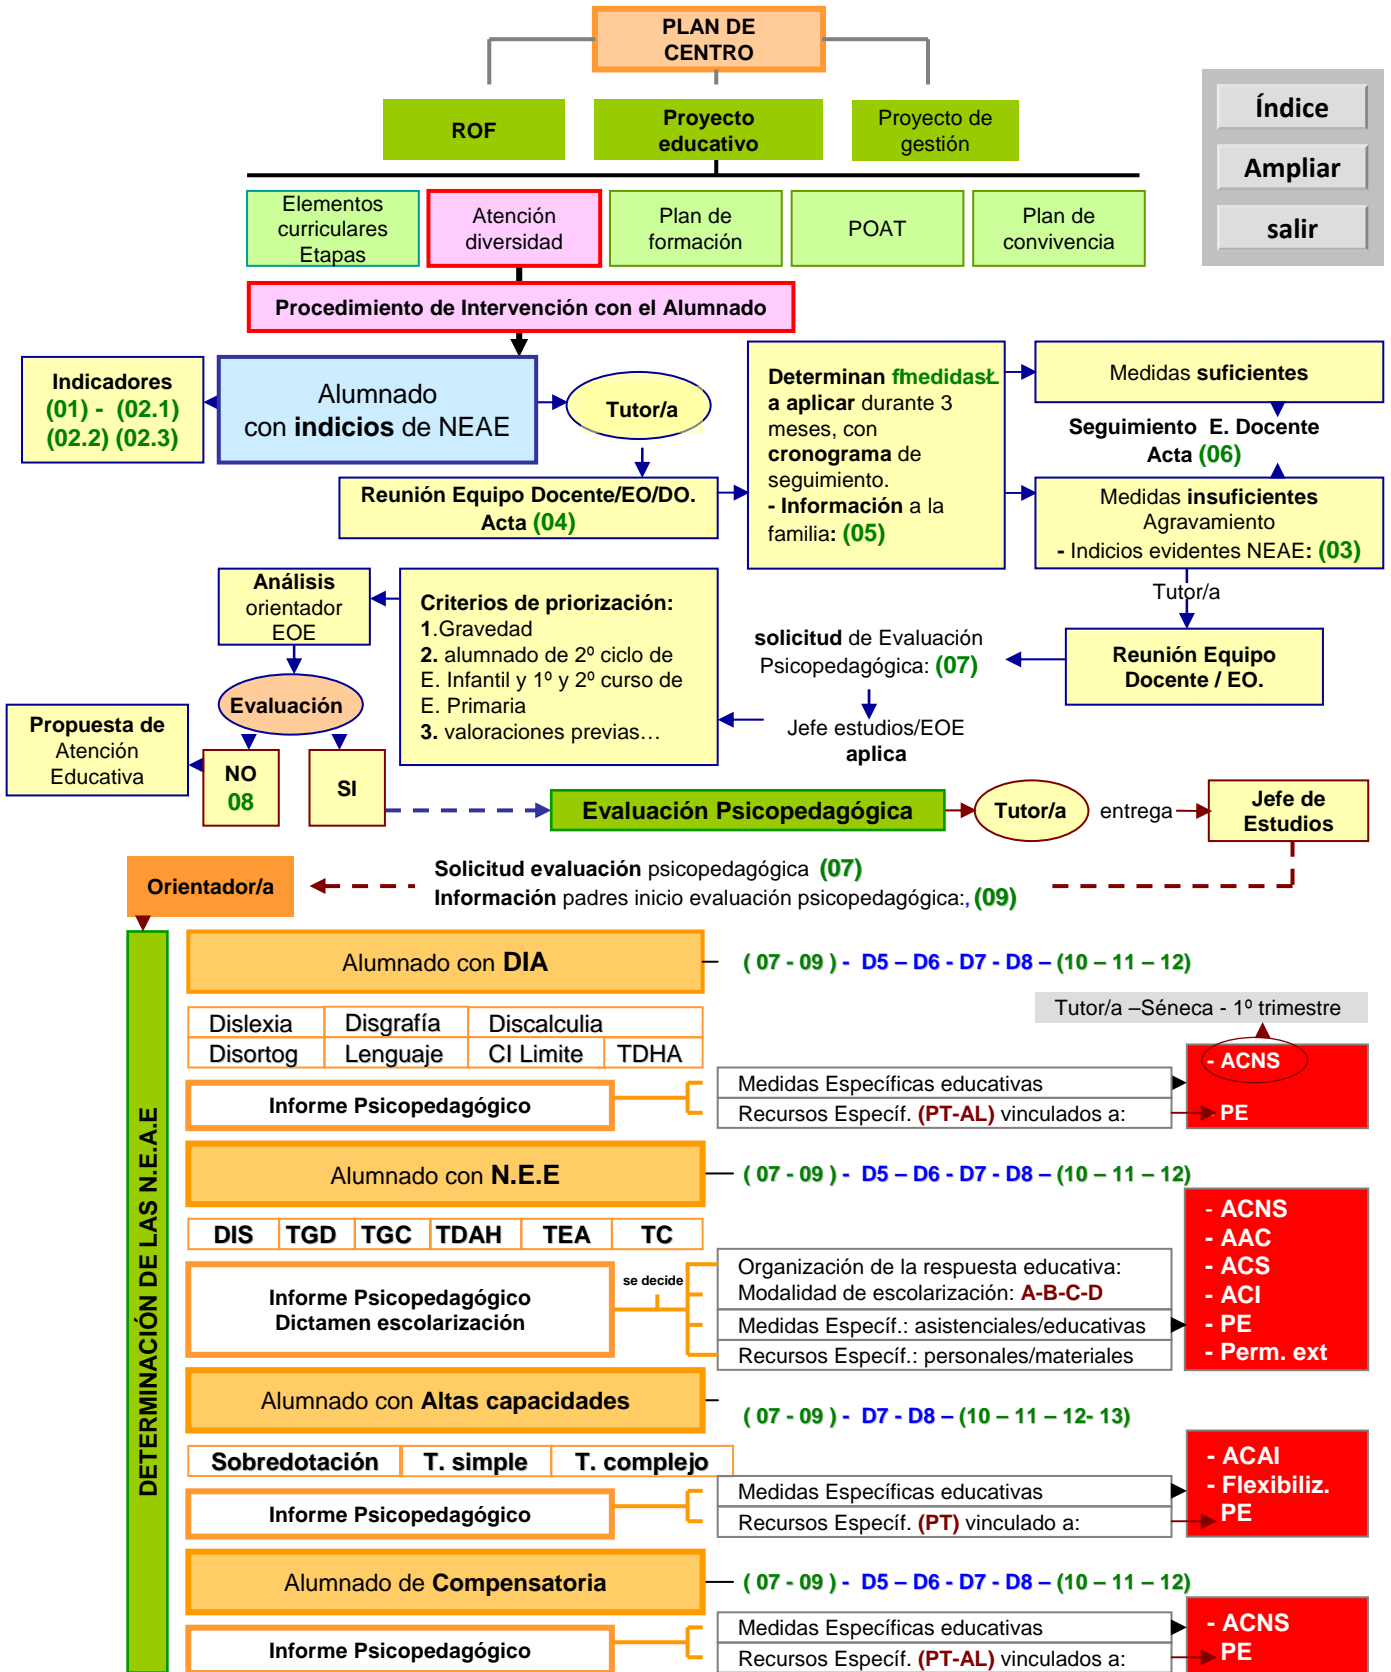 PLAN DE
CENTRO
ROF
Proyecto
educativo
Proyecto de
gestión
Índice
Ampliar
salir
Elementos
curriculares
Etapas
Atención
diversidad
Plan de
formación
POAT
Plan de
convivencia
Procedimiento de Intervención con el Alumnado
Indicadores
(01) - (02.1)
(02.2) (02.3)
Alumnado
con indicios de NEAE
Tutor/a
Determinan fmedidasŁ
a aplicar durante 3
meses, con
cronograma de
seguimiento.
- Información a la
familia: (05)
Medidas suficientes
Seguimiento E. Docente
Acta (06)
Reunión Equipo Docente/EO/DO.
Acta (04)
Medidas insuficientes
Agravamiento
- Indicios evidentes NEAE: (03)
Tutor/a
Análisis
orientador
EOE
Criterios de priorización:
1.Gravedad
2. alumnado de 2º ciclo de
E. Infantil y 1º y 2º curso de
E. Primaria
3. valoraciones previas…
solicitud de Evaluación
Psicopedagógica: (07)
Reunión Equipo
Docente / EO.
Jefe estudios/EOE
aplica
Evaluación
Propuesta de
Atención
Educativa
NO
08
SI
Evaluación Psicopedagógica
Tutor/a
entrega
Jefe de
Estudios
Orientador/a
Solicitud evaluación psicopedagógica (07)
Información padres inicio evaluación psicopedagógica:, (09)
DETERMINACIÓN DE LAS N.E.A.E
Alumnado con DIA
( 07 - 09 ) - D5 – D6 - D7 - D8 – (10 – 11 – 12)
Dislexia Disgrafía Discalculia
Disortog Lenguaje CI Limite TDHA
Tutor/a –Séneca - 1º trimestre
Informe Psicopedagógico
Medidas Específicas educativas
Recursos Específ. (PT-AL) vinculados a:
- ACNS
- PE
Alumnado con N.E.E
( 07 - 09 ) - D5 – D6 - D7 - D8 – (10 – 11 – 12)
DIS TGD TGC TDAH TEA TC
Informe Psicopedagógico
Dictamen escolarización
se decide
Organización de la respuesta educativa:
Modalidad de escolarización: A-B-C-D
Medidas Específ.: asistenciales/educativas
Recursos Específ.: personales/materiales
- ACNS
- AAC
- ACS
- ACI
- PE
- Perm. ext
Alumnado con Altas capacidades
( 07 - 09 ) - D7 - D8 – (10 – 11 – 12- 13)
Sobredotación T. simple T. complejo
Informe Psicopedagógico
Medidas Específicas educativas
Recursos Específ. (PT) vinculado a:
- ACAI
- Flexibiliz.
- PE
Alumnado de Compensatoria
( 07 - 09 ) - D5 – D6 - D7 - D8 – (10 – 11 – 12)
Informe Psicopedagógico
Medidas Específicas educativas
Recursos Específ. (PT-AL) vinculados a:
- ACNS
- PE